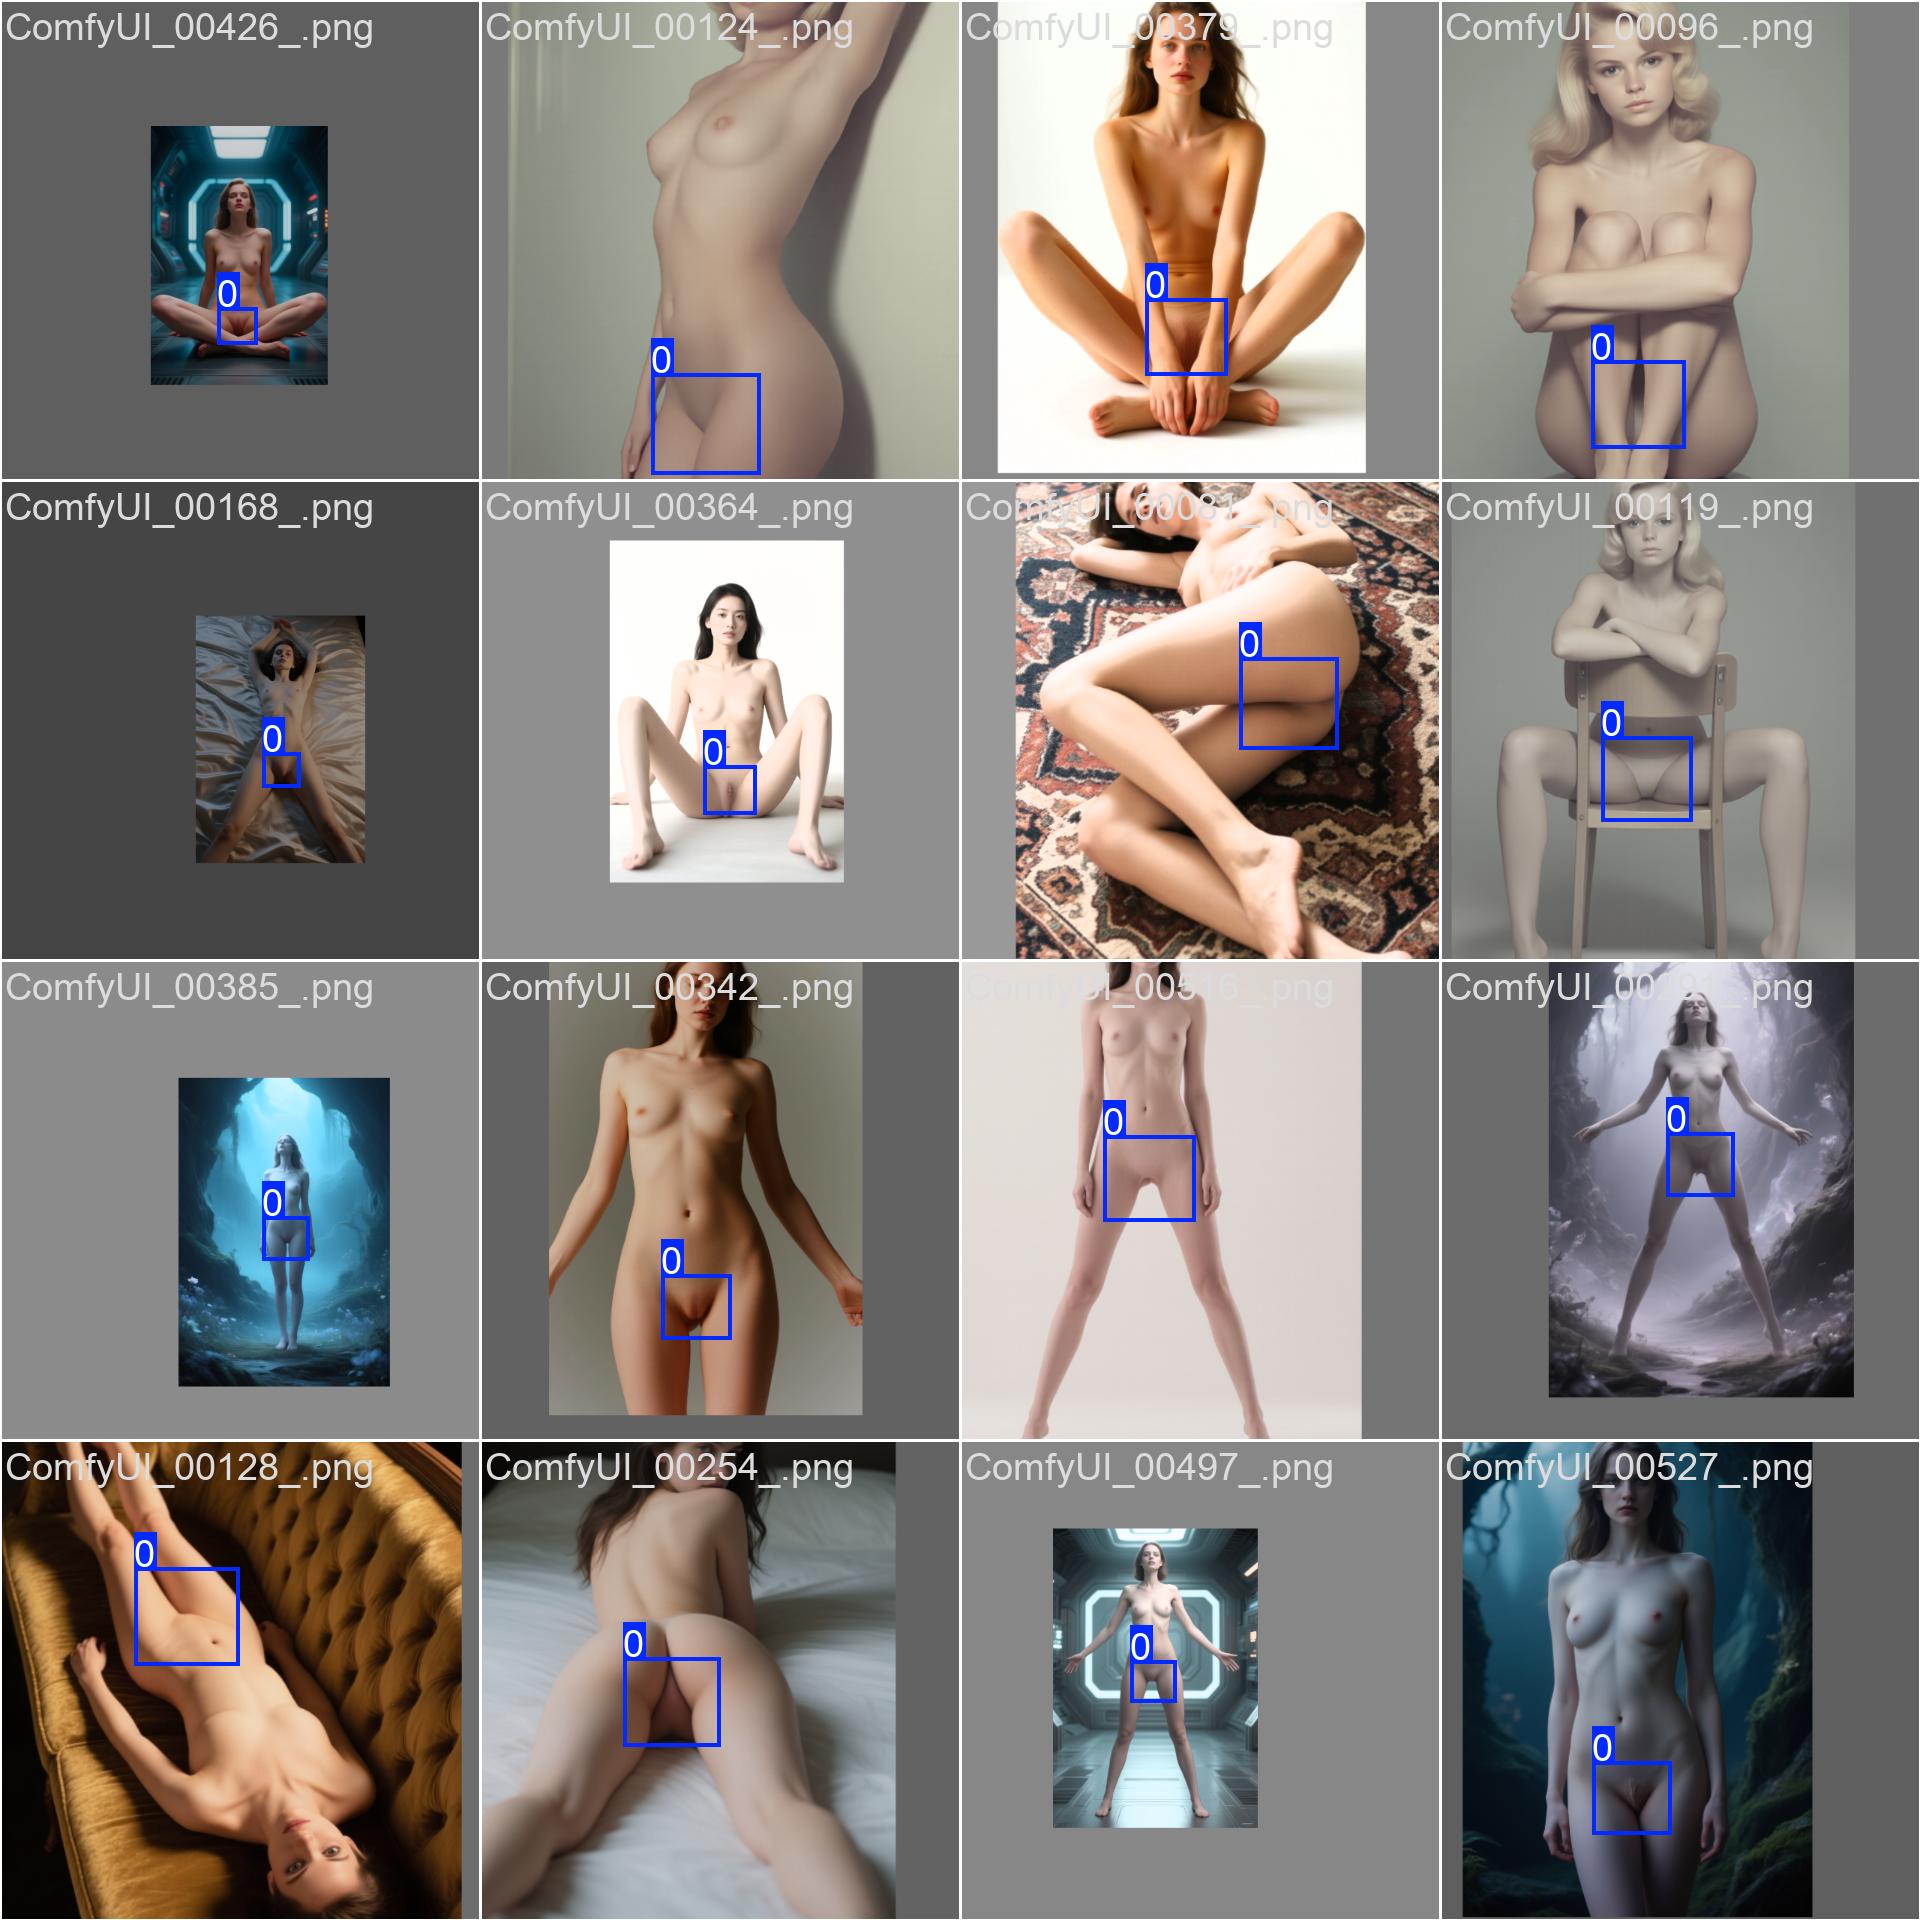 ComfyUI_00426_.png
ComfyUI_00124_.png
ComfyUI_00379_.png
ComfyUI_00096_.png
0
0
0
0
ComfyUI_00168_.png
ComfyUI_00364_.png
ComfyUI_00081_.png
ComfyUI_00119_.png
0
0
0
0
ComfyUI_00385_.png
ComfyUI_00342_.png
ComfyUI_00516_.png
ComfyUI_00291_.png
0
0
0
0
ComfyUI_00128_.png
ComfyUI_00254_.png
ComfyUI_00497_.png
ComfyUI_00527_.png
0
0
0
0